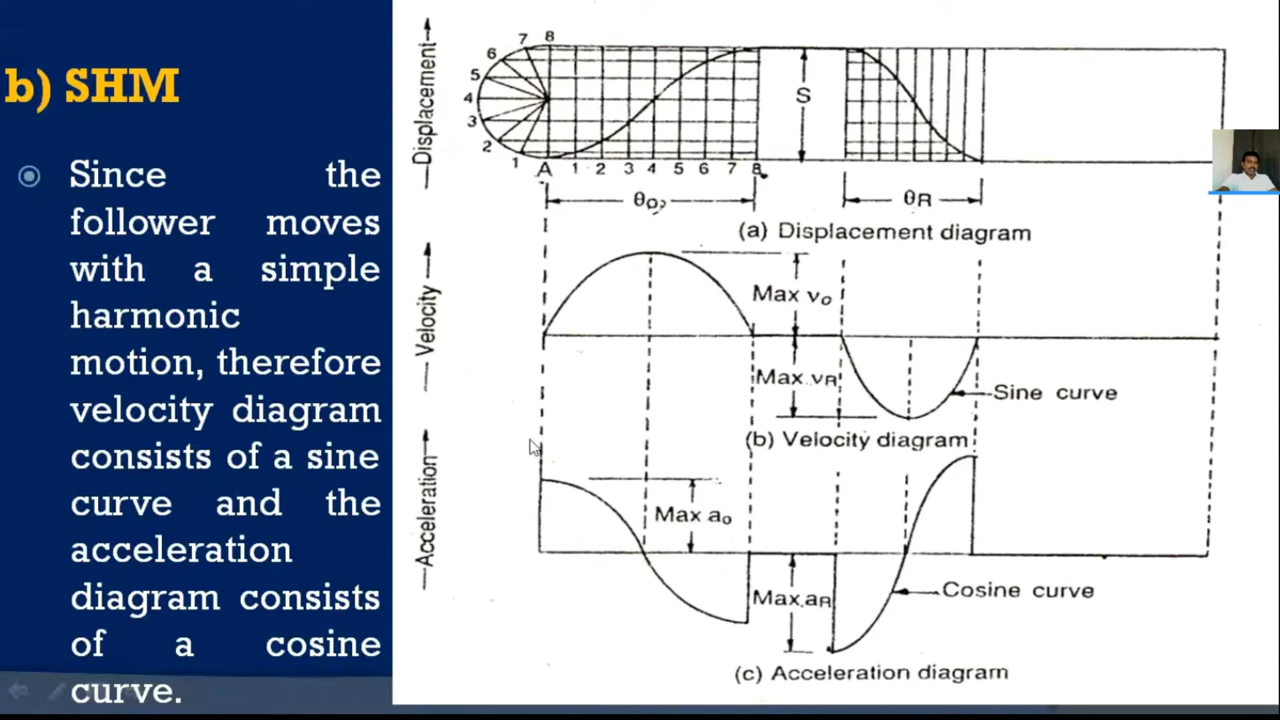 b) SHM
Since the
follower moves
with a simple
harmonic
motion, therefore
velocity diagram
consists of a sine
curve and the
acceleration
diagram consists
of a cosine
curve.
Displacement
7 8
6
5
4
3
2
1
A 1 2 3 4 5 6 7 8
S
θO
θR
(a) Displacement diagram
Velocity
Max vo
Max vR
Sine curve
(b) Velocity diagram
Acceleration
Max ao
Max aR
Cosine curve
(c) Acceleration diagram